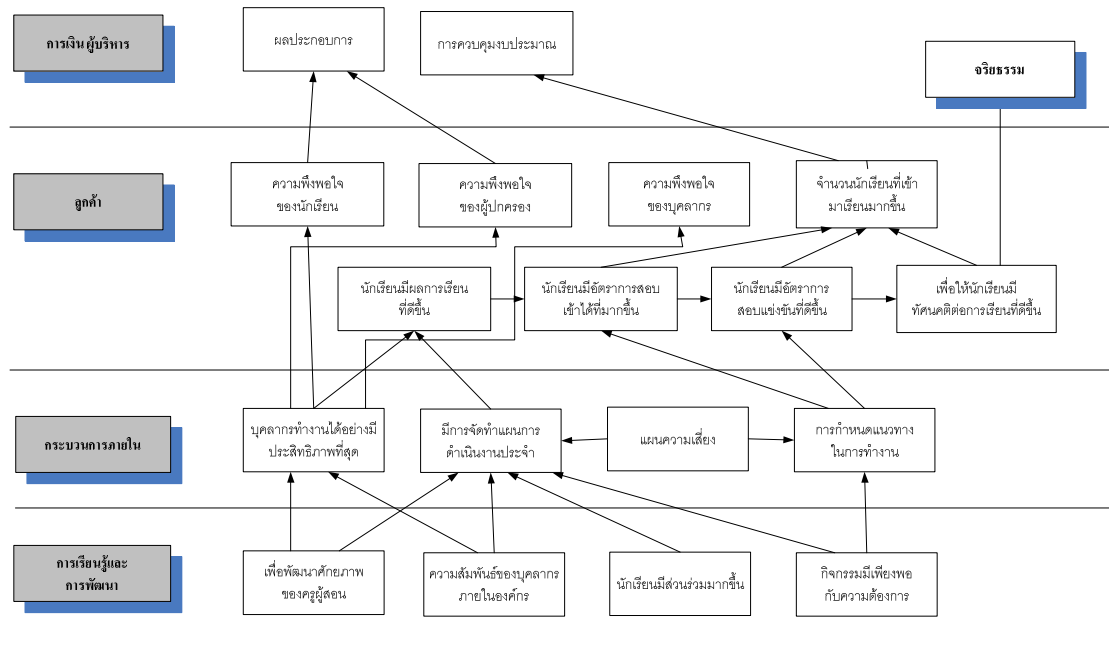 การเงิน ผู้บริหาร
ผลประกอบการ
การควบคุมงบประมาณ
จริยธรรม
ลูกค้า
ความพึงพอใจ
ของนักเรียน
ความพึงพอใจ
ของผู้ปกครอง
ความพึงพอใจ
ของบุคลากร
จำนวนนักเรียนที่เข้า
มาเรียนมากขึ้น
นักเรียนมีผลการเรียน
ที่ดีขึ้น
นักเรียนมีอัตราการสอบ
เข้าได้ที่มากขึ้น
นักเรียนมีอัตราการ
สอบแข่งขันที่ดีขึ้น
เพื่อให้นักเรียนมี
ทัศนคติต่อการเรียนที่ดีขึ้น
กระบวนการภายใน
บุคลากรทำงานได้อย่างมี
ประสิทธิภาพที่สุด
มีการจัดทำแผนการ
ดำเนินงานประจำ
แผนความเสี่ยง
การกำหนดแนวทาง
ในการทำงาน
การเรียนรู้และ
การพัฒนา
เพื่อพัฒนาศักยภาพ
ของครูผู้สอน
ความสัมพันธ์ของบุคลากร
ภายในองค์กร
นักเรียนมีส่วนร่วมมากขึ้น
กิจกรรมมีเพียงพอ
กับความต้องการ